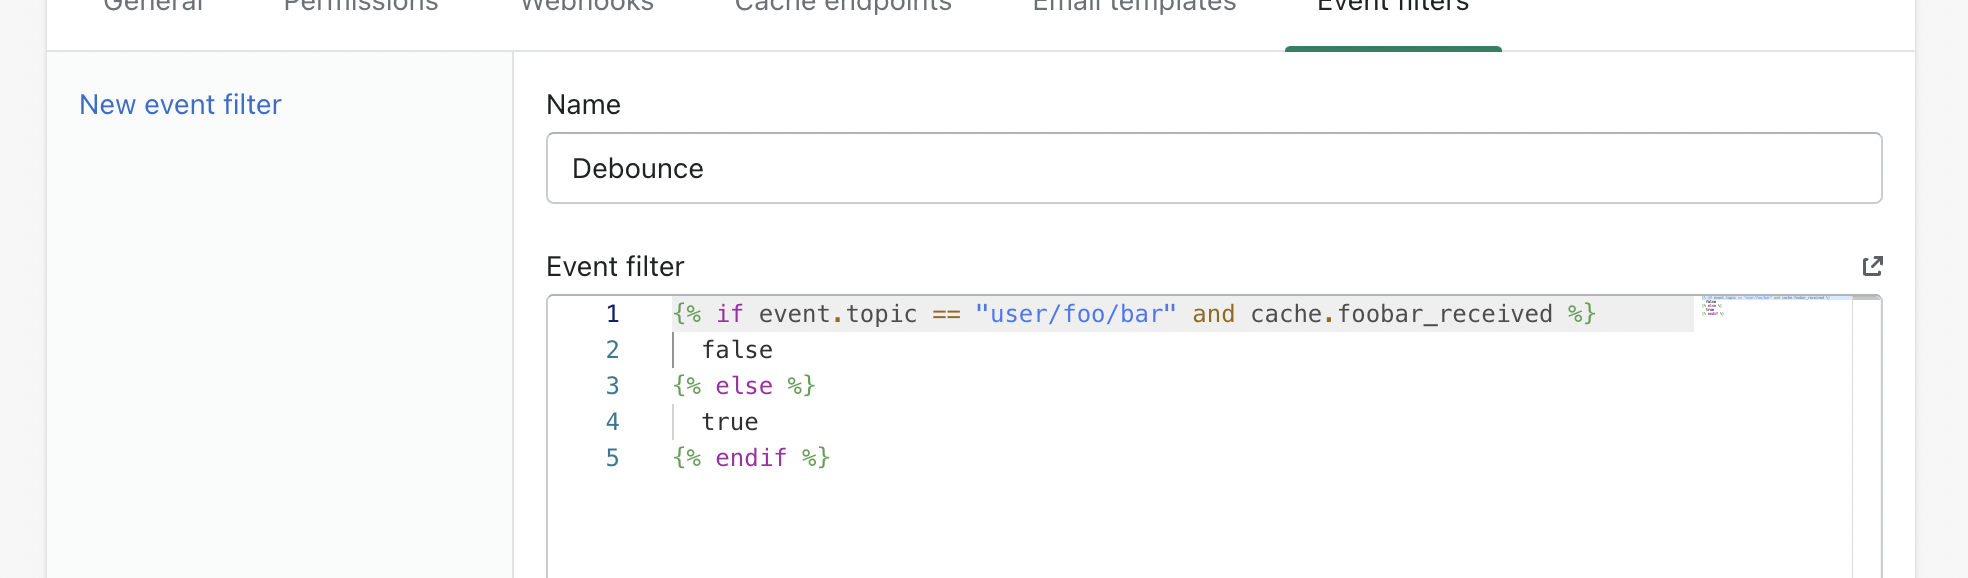 General Permissions Webhooks Cache endpoints Email templates Event filters
New event filter
Name
Debounce
Event filter
1 {% if event.topic == "user/foo/bar" and cache.foobar_received %}
2 false
3 {% else %}
4 true
5 {% endif %}